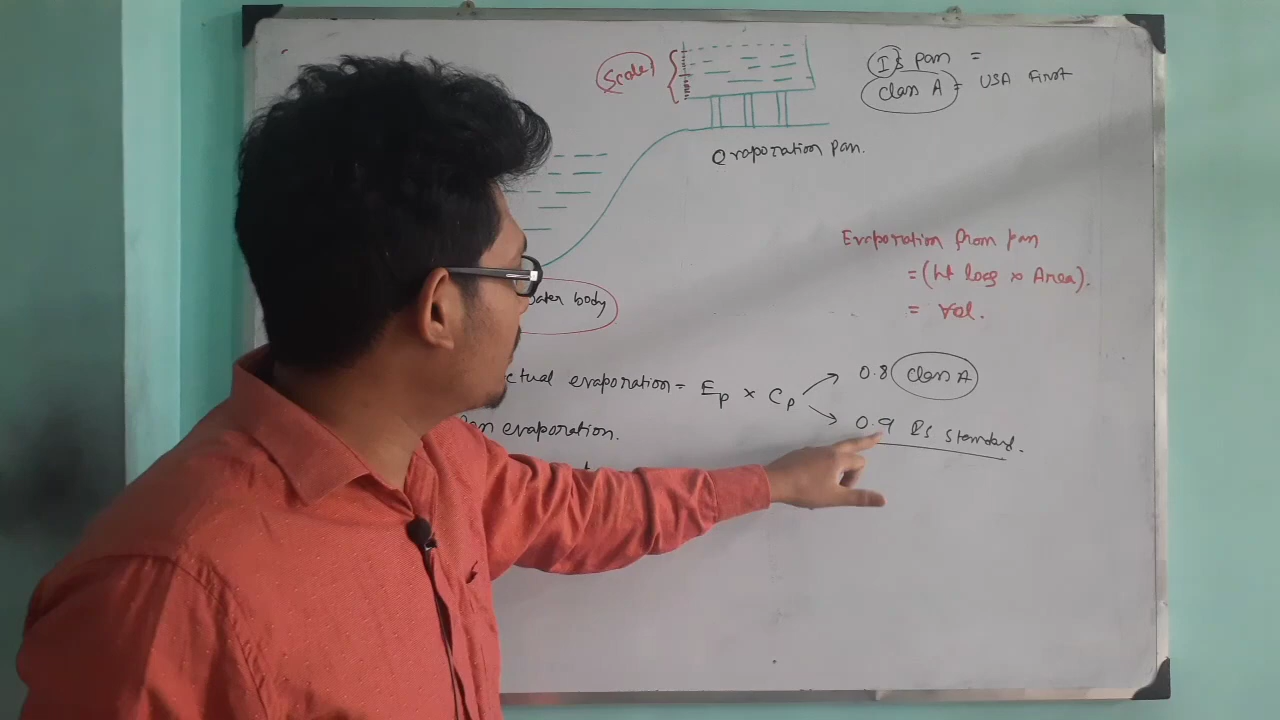 Scale
IS pan =
class A = USA First
evaporation pan.
water body
Evaporation from pan
= (ht loss x Area).
= Vol.
ctual evaporation = Ep x Cp
0.8 class A
0.9 IS standard.
Pan evaporation.